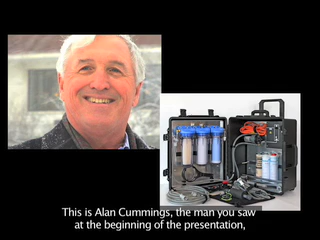 This is Alan Cummings, the man you saw
at the beginning of the presentation,